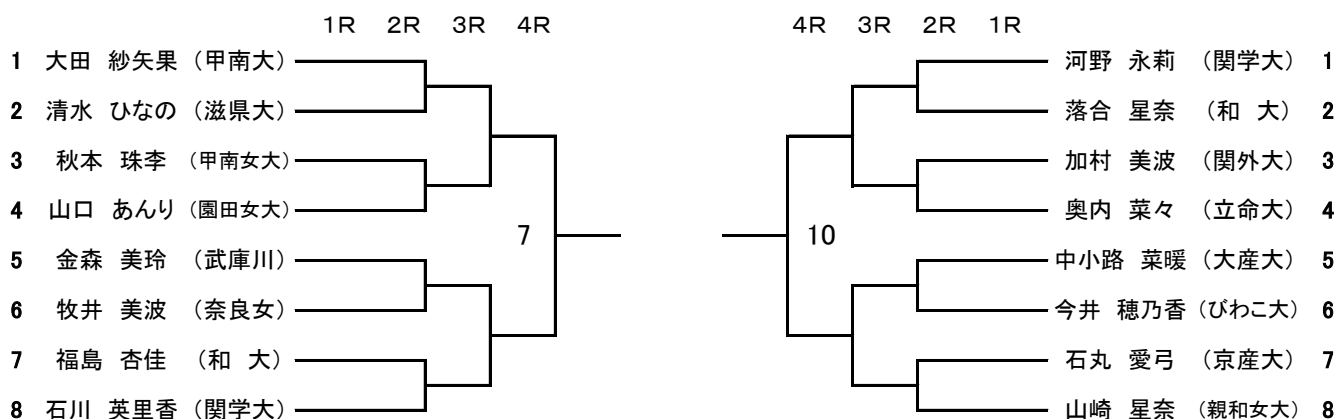 1R 2R 3R 4R 4R 3R 2R 1R
1 大田 紗矢果 (甲南大) 河野 永莉 (関学大) 1
2 清水 ひなの (滋県大) 落合 星奈 (和 大) 2
3 秋本 珠李 (甲南女大) 加村 美波 (関外大) 3
4 山口 あんり (園田女大) 奥内 菜々 (立命大) 4
7 10
5 金森 美玲 (武庫川) 中小路 菜暖 (大産大) 5
6 牧井 美波 (奈良女) 今井 穂乃香 (びわこ大) 6
7 福島 杏佳 (和 大) 石丸 愛弓 (京産大) 7
8 石川 英里香 (関学大) 山崎 星奈 (親和女大) 8